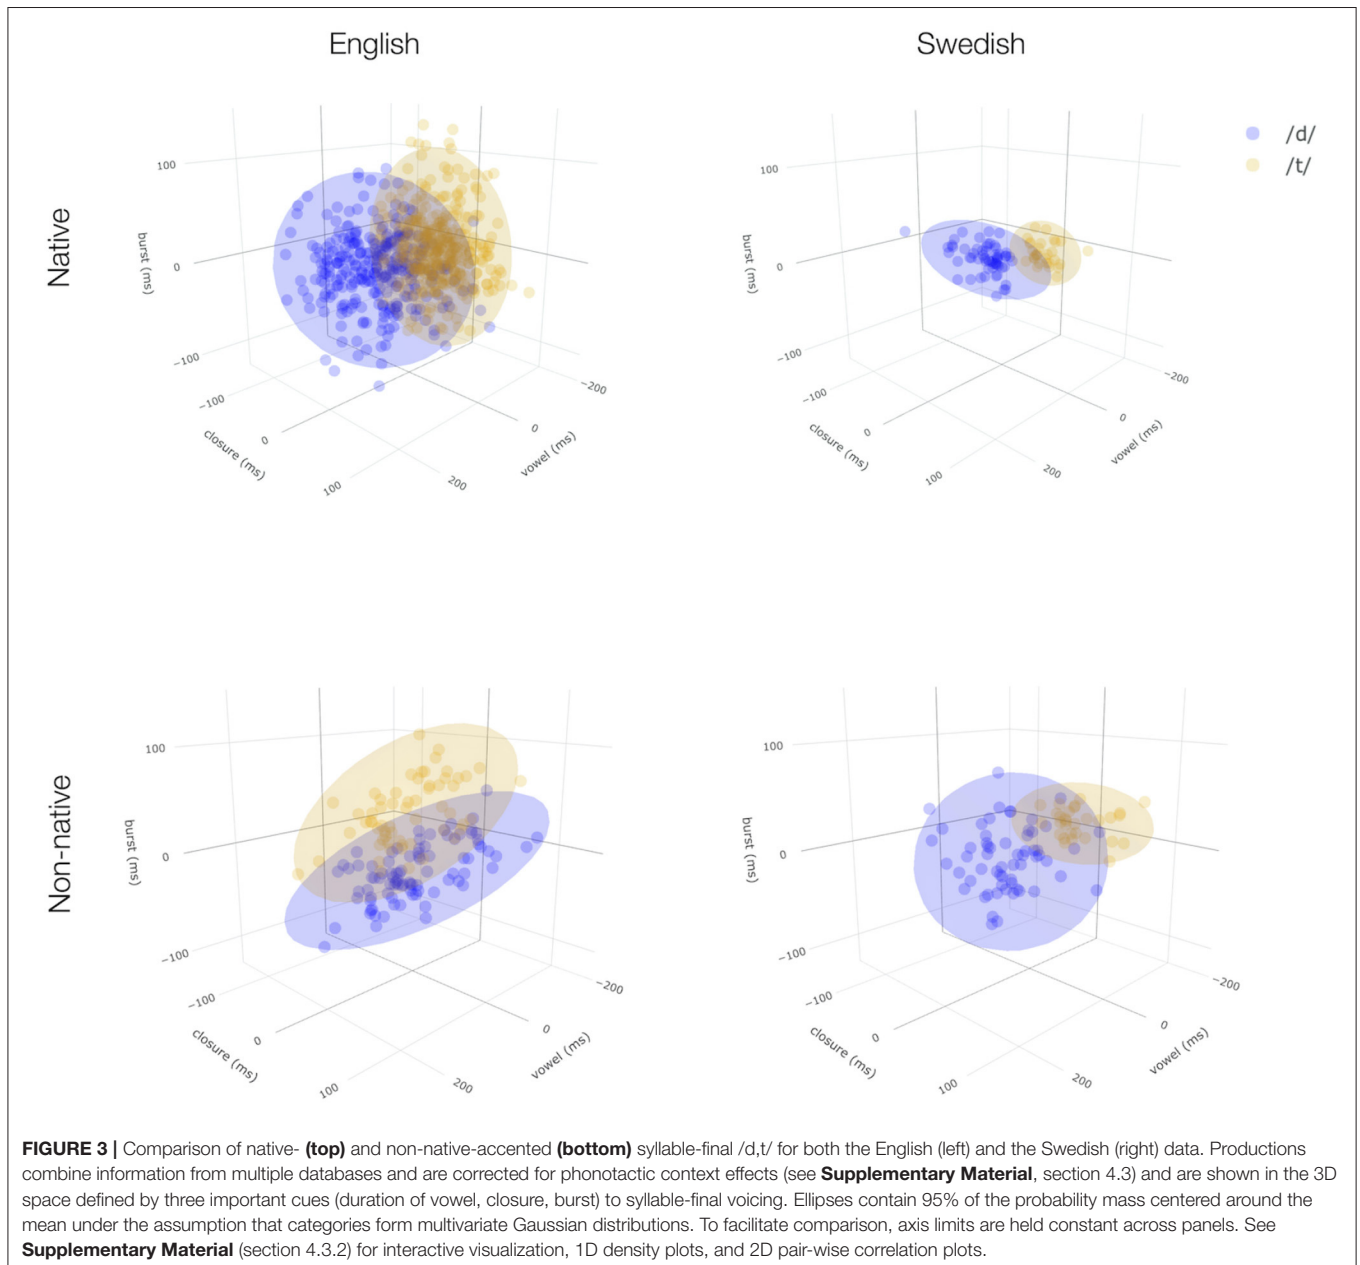 English
Swedish
/d/
/t/
Native
100
0
−100
burst (ms)
−100
0
100
closure (ms)
−200
0
200
vowel (ms)
100
0
−100
burst (ms)
−100
0
100
closure (ms)
−200
0
200
vowel (ms)
Non-native
100
0
−100
burst (ms)
−100
0
100
closure (ms)
−200
0
200
vowel (ms)
100
0
−100
burst (ms)
−100
0
100
closure (ms)
−200
0
200
vowel (ms)
FIGURE 3 | Comparison of native- (top) and non-native-accented (bottom) syllable-final /d,t/ for both the English (left) and the Swedish (right) data. Productions
combine information from multiple databases and are corrected for phonotactic context effects (see Supplementary Material, section 4.3) and are shown in the 3D
space defined by three important cues (duration of vowel, closure, burst) to syllable-final voicing. Ellipses contain 95% of the probability mass centered around the
mean under the assumption that categories form multivariate Gaussian distributions. To facilitate comparison, axis limits are held constant across panels. See
Supplementary Material (section 4.3.2) for interactive visualization, 1D density plots, and 2D pair-wise correlation plots.